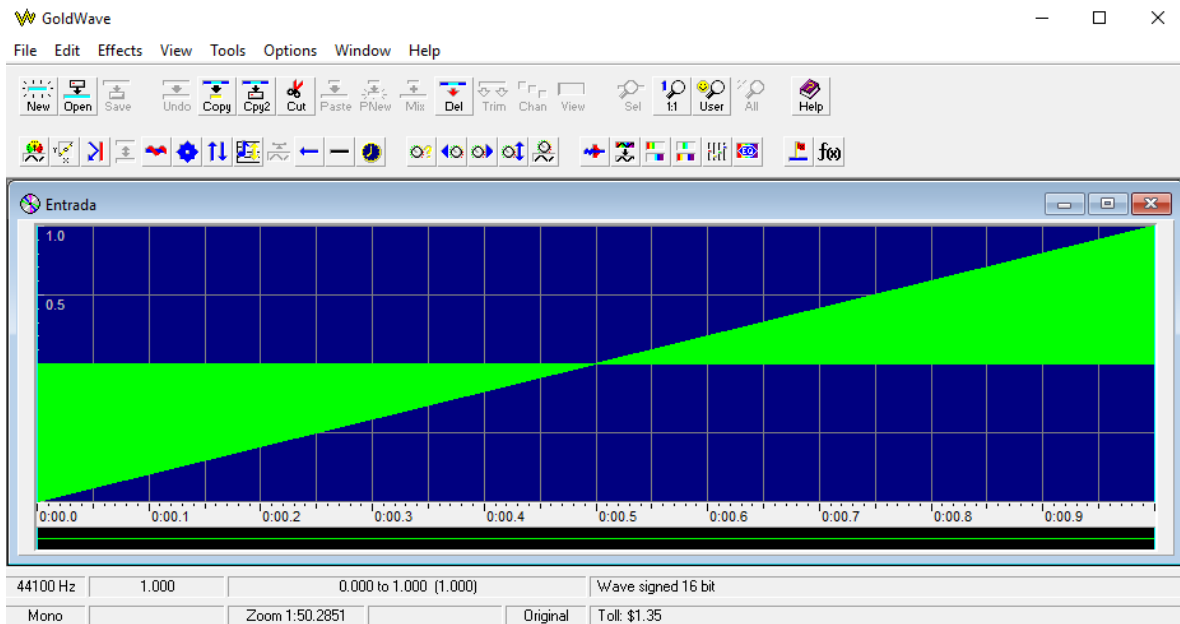 GoldWave
File Edit Effects View Tools Options Window Help
New Open Save Undo Copy Cpy2 Cut Paste PNew Mix Del Trim Chan View Sel 1:1 User All Help
EQ f(x)
Entrada
1.0
0.5
0:00.0 0:00.1 0:00.2 0:00.3 0:00.4 0:00.5 0:00.6 0:00.7 0:00.8 0:00.9
44100 Hz 1.000 0.000 to 1.000 (1.000) Wave signed 16 bit
Mono Zoom 1:50.2851 Original Toll: $1.35